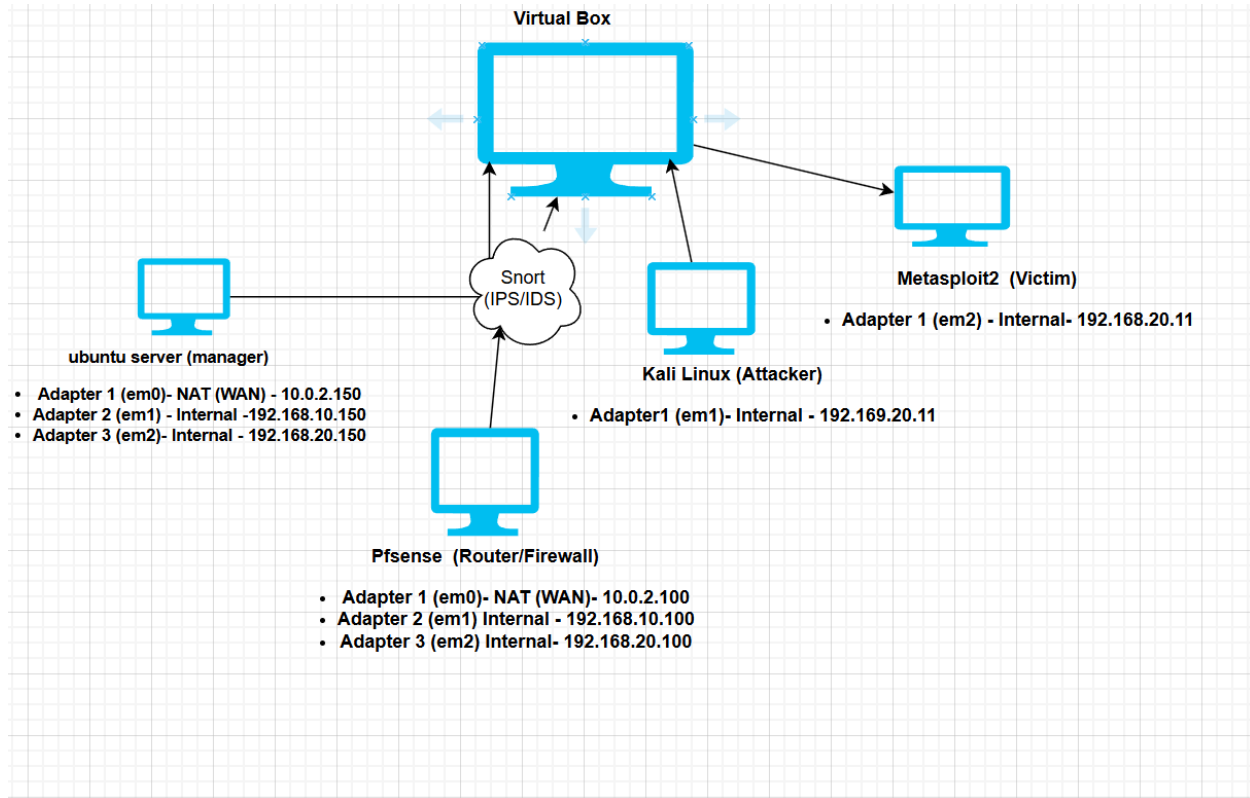 Virtual Box
Snort
(IPS/IDS)
ubuntu server (manager)
• Adapter 1 (em0)- NAT (WAN) - 10.0.2.150
• Adapter 2 (em1) - Internal -192.168.10.150
• Adapter 3 (em2)- Internal - 192.168.20.150
Pfsense (Router/Firewall)
• Adapter 1 (em0)- NAT (WAN)- 10.0.2.100
• Adapter 2 (em1) Internal - 192.168.10.100
• Adapter 3 (em2) Internal- 192.168.20.100
Kali Linux (Attacker)
• Adapter1 (em1)- Internal - 192.169.20.11
Metasploit2 (Victim)
• Adapter 1 (em2) - Internal- 192.168.20.11